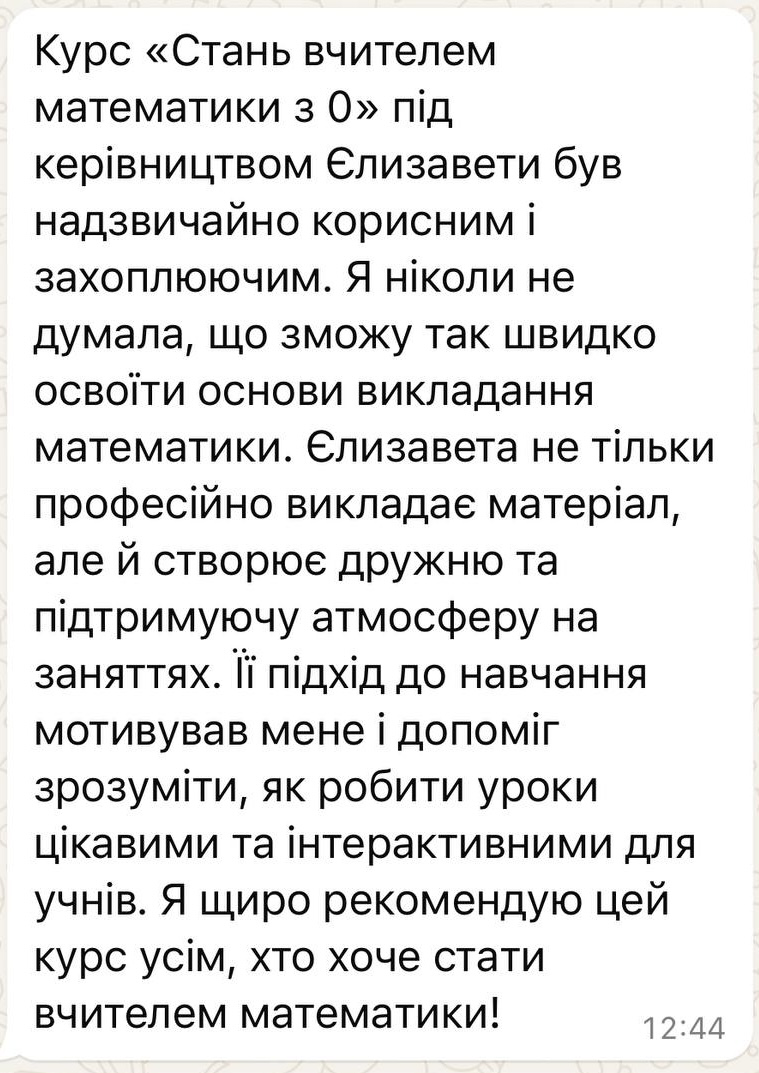 Курс «Стань вчителем
математики з 0» під
керівництвом Єлизавети був
надзвичайно корисним і
захоплюючим. Я ніколи не
думала, що зможу так швидко
освоїти основи викладання
математики. Єлизавета не тільки
професійно викладає матеріал,
але й створює дружню та
підтримуючу атмосферу на
заняттях. Її підхід до навчання
мотивував мене і допоміг
зрозуміти, як робити уроки
цікавими та інтерактивними для
учнів. Я щиро рекомендую цей
курс усім, хто хоче стати
вчителем математики!
12:44